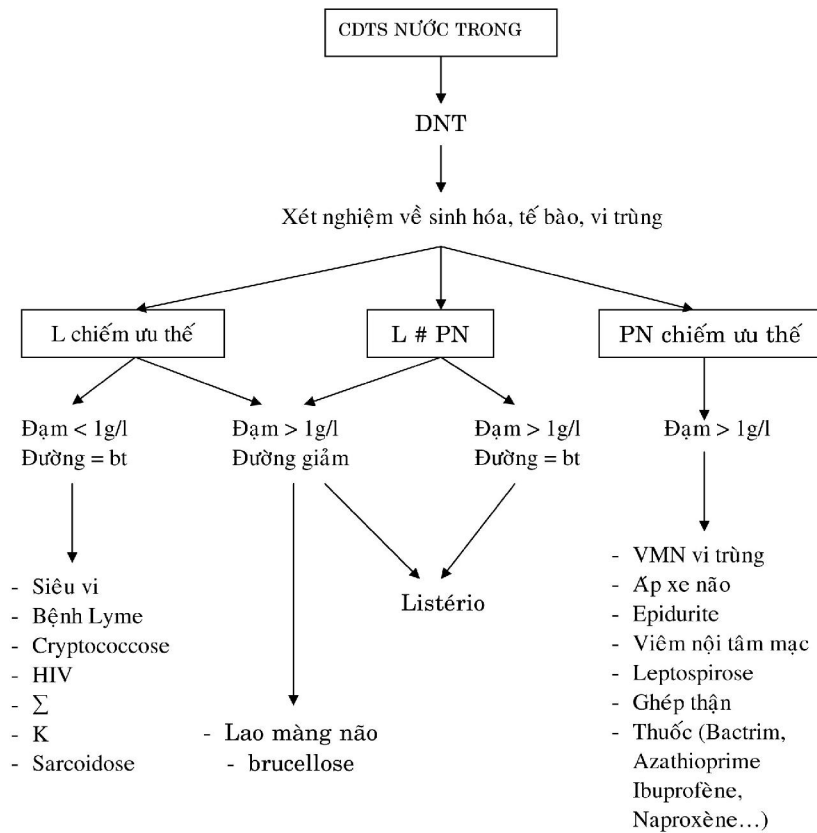 CDTS NƯỚC TRONG
DNT
Xét nghiệm về sinh hóa, tế bào, vi trùng
L chiếm ưu thế
L # PN
PN chiếm ưu thế
Đạm < 1g/l
Đường = bt
Đạm > 1g/l
Đường giảm
Đạm > 1g/l
Đường = bt
Đạm > 1g/l
- Siêu vi
- Bệnh Lyme
- Cryptococcose
- HIV
- ∑
- K
- Sarcoidose
- Lao màng não
- brucellose
Listério
- VMN vi trùng
- Áp xe não
- Epidurite
- Viêm nội tâm mạc
- Leptospirose
- Ghép thận
- Thuốc (Bactrim,
Azathioprime
Ibuprofène,
Naproxène...)